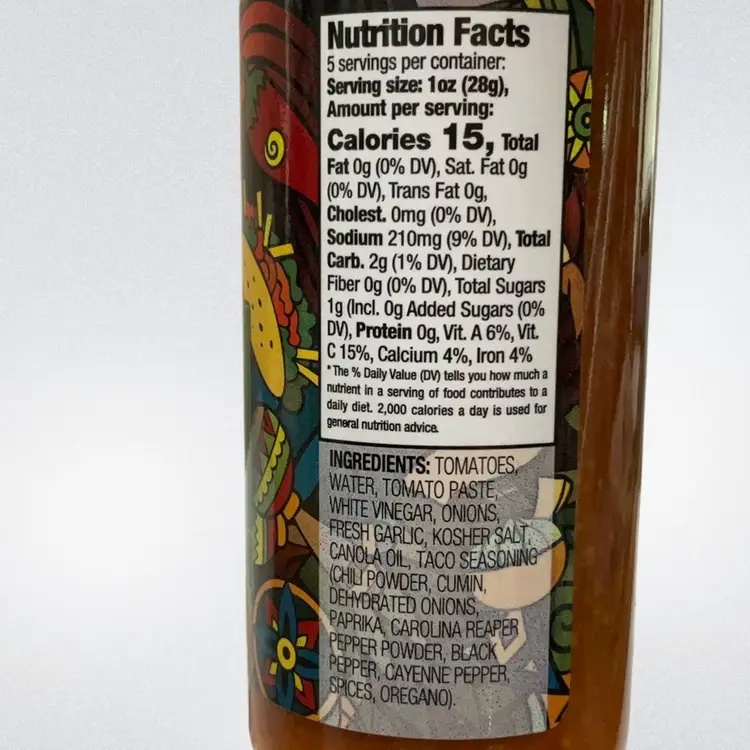 Nutrition Facts
5 servings per container:
Serving size: 1oz (28g),
Amount per serving:
Calories 15, Total
Fat 0g (0% DV), Sat. Fat 0g
(0% DV), Trans Fat 0g,
Cholest. 0mg (0% DV),
Sodium 210mg (9% DV), Total
Carb. 2g (1% DV), Dietary
Fiber 0g (0% DV), Total Sugars
1g (Incl. 0g Added Sugars (0%
DV), Protein 0g, Vit. A 6%, Vit.
C 15%, Calcium 4%, Iron 4%
*The % Daily Value (DV) tells you how much a
nutrient in a serving of food contributes to a
daily diet. 2,000 calories a day is used for
general nutrition advice.
INGREDIENTS: TOMATOES,
WATER, TOMATO PASTE,
WHITE VINEGAR, ONIONS,
FRESH GARLIC, KOSHER SALT,
CANOLA OIL, TACO SEASONING
(CHILI POWDER, CUMIN,
DEHYDRATED ONIONS,
PAPRIKA, CAROLINA REAPER
PEPPER POWDER, BLACK
PEPPER, CAYENNE PEPPER,
SPICES, OREGANO).